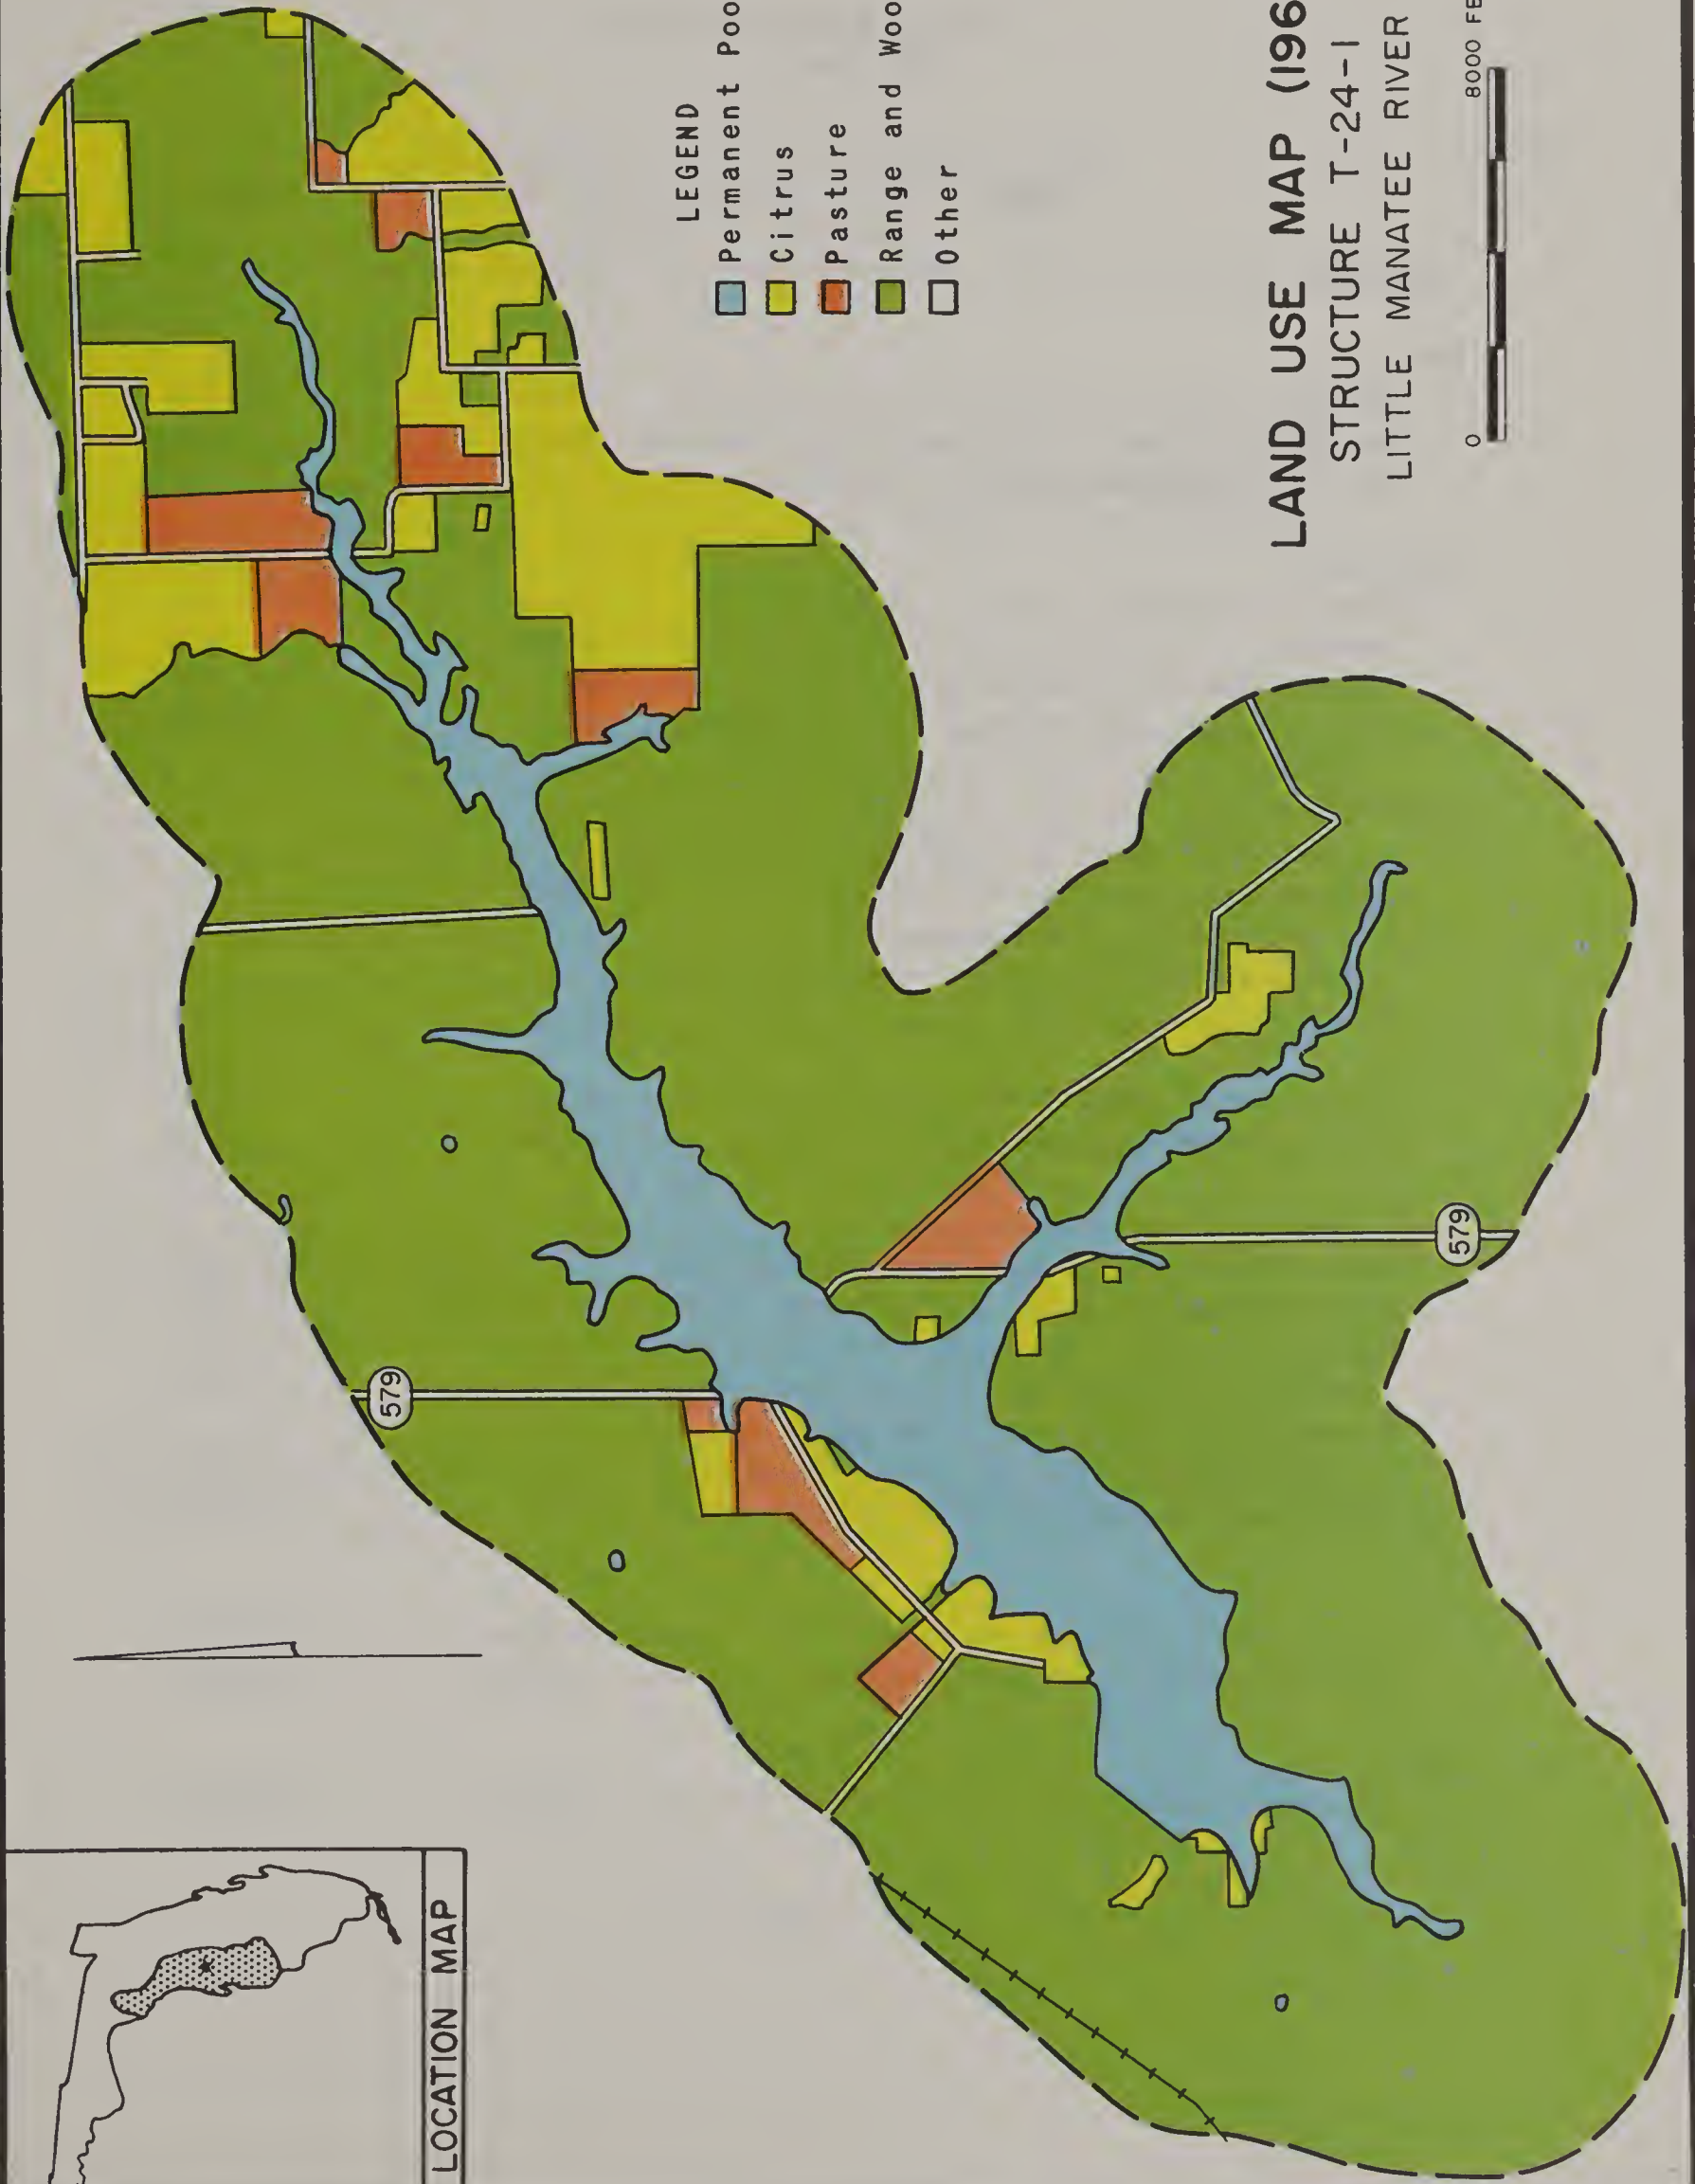 LEGEND
Permanent Poo
Citrus
Pasture
Range and Woo
Other
LAND USE MAP (196
STRUCTURE T-24-1
LITTLE MANATEE RIVER
0 8000 FE
579
579
LOCATION MAP